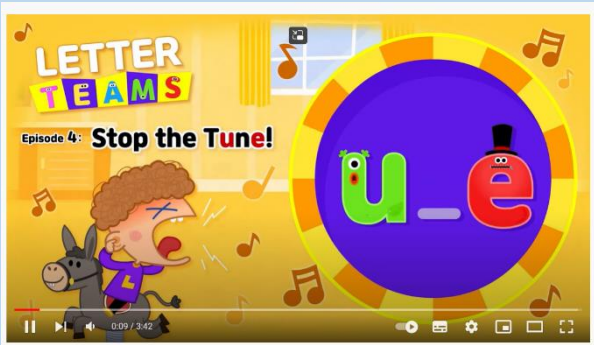 LETTER
TEAMS
Episode 4: Stop the Tune!
u_e
L
0:09 / 3:42